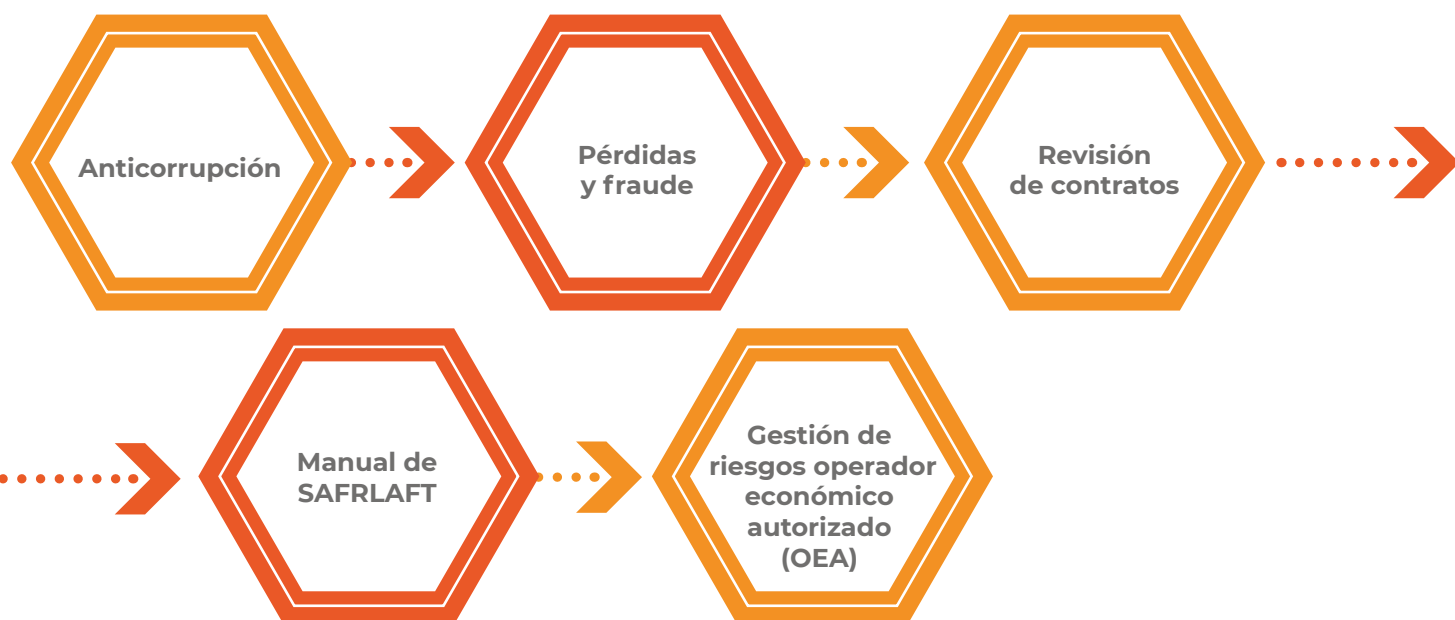 Anticorrupción
Pérdidas
y fraude
Revisión
de contratos
Manual de
SAFRLAFT
Gestión de
riesgos operador
económico
autorizado
(OEA)